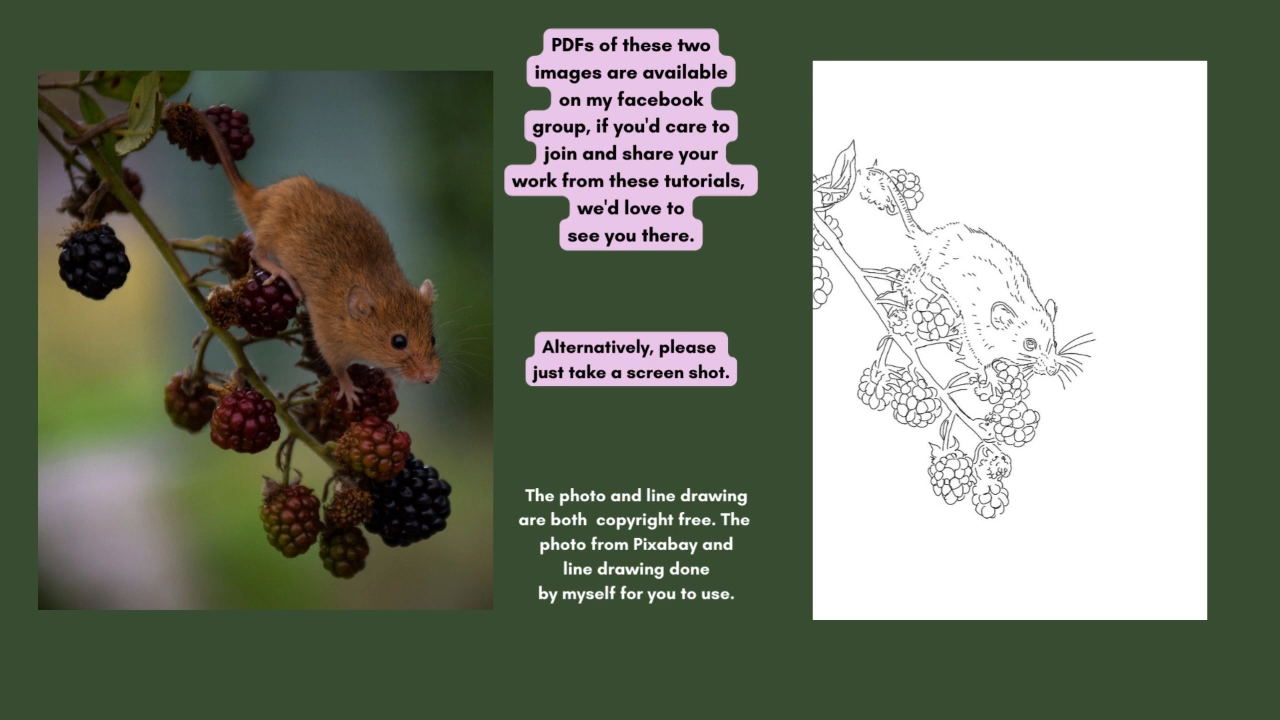 PDFs of these two
images are available
on my facebook
group, if you'd care to
join and share your
work from these tutorials,
we'd love to
see you there.
Alternatively, please
just take a screen shot.
The photo and line drawing
are both  copyright free. The
photo from Pixabay and
line drawing done
by myself for you to use.